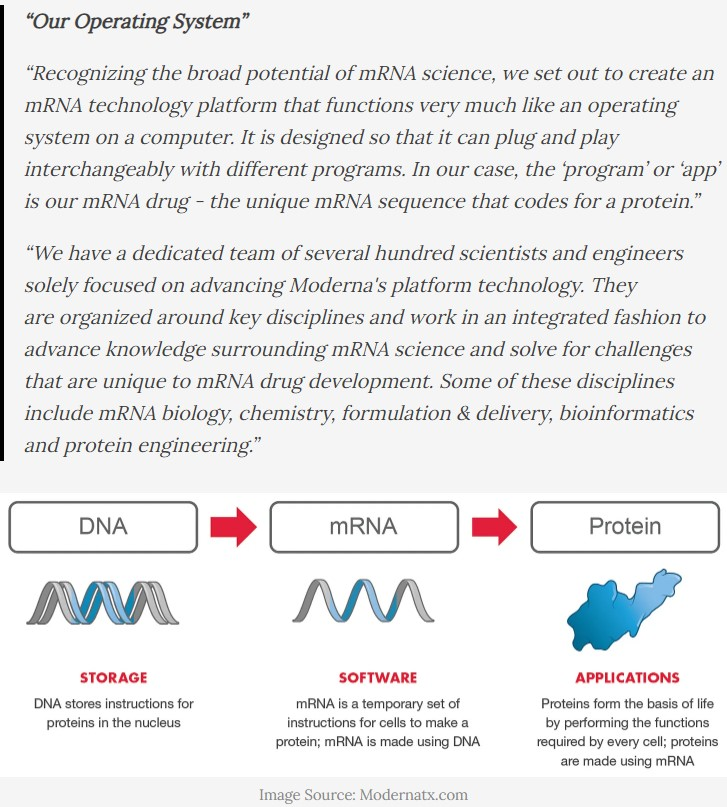 “Our Operating System”
“Recognizing the broad potential of mRNA science, we set out to create an
mRNA technology platform that functions very much like an operating
system on a computer. It is designed so that it can plug and play
interchangeably with different programs. In our case, the ‘program’ or ‘app’
is our mRNA drug - the unique mRNA sequence that codes for a protein.”
“We have a dedicated team of several hundred scientists and engineers
solely focused on advancing Moderna's platform technology. They
are organized around key disciplines and work in an integrated fashion to
advance knowledge surrounding mRNA science and solve for challenges
that are unique to mRNA drug development. Some of these disciplines
include mRNA biology, chemistry, formulation & delivery, bioinformatics
and protein engineering.”
DNA
mRNA
Protein
STORAGE
DNA stores instructions for
proteins in the nucleus
SOFTWARE
mRNA is a temporary set of
instructions for cells to make a
protein; mRNA is made using DNA
APPLICATIONS
Proteins form the basis of life
by performing the functions
required by every cell; proteins
are made using mRNA
Image Source: Modernatx.com